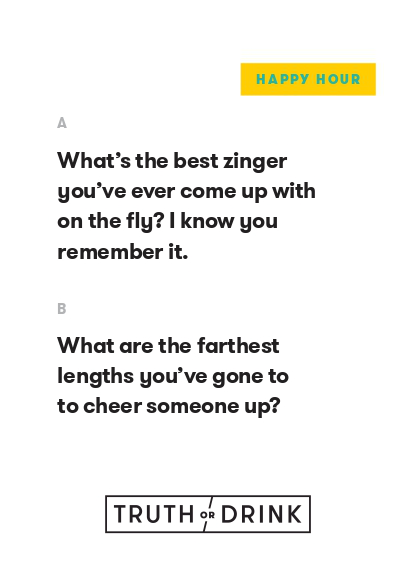 HAPPY HOUR
A
What’s the best zinger
you’ve ever come up with
on the fly? I know you
remember it.
B
What are the farthest
lengths you’ve gone to
to cheer someone up?
TRUTH OR DRINK